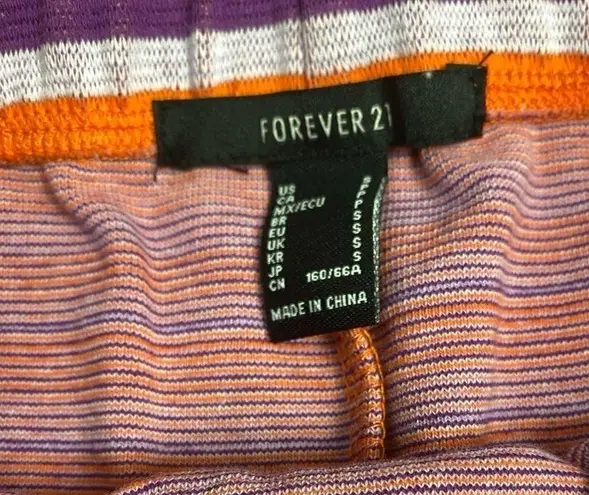 FOREVER 21
US S
CA P
MX/ECU P
BR P
EU S
UK S
KR S
JP S
CN 160/66A
MADE IN CHINA